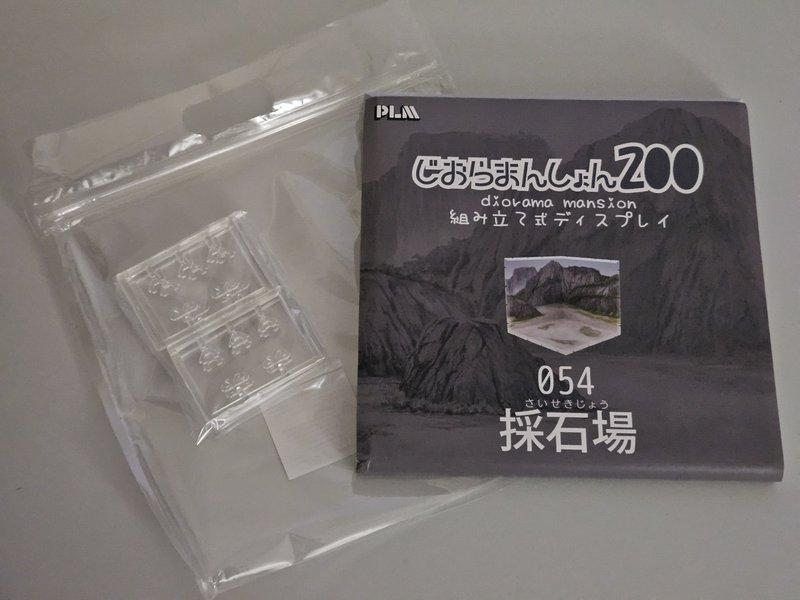 PLM
じおらまんしょん200
diorama mansion
組み立て式ディスプレイ
054
さいせきじょう
採石場